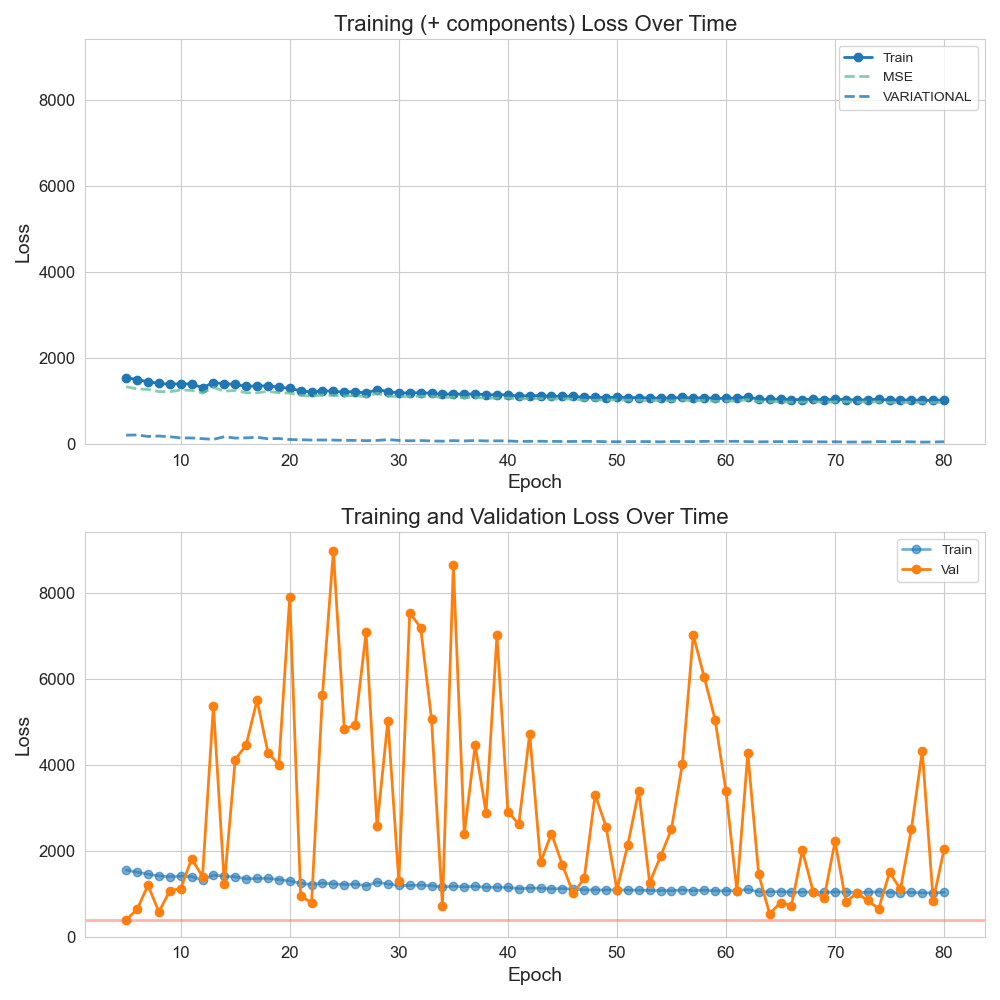 Training (+ components) Loss Over Time
Train
MSE
VARIATIONAL
Loss
8000
6000
4000
2000
0
10 20 30 40 50 60 70 80
Epoch
Training and Validation Loss Over Time
Train
Val
Loss
8000
6000
4000
2000
0
10 20 30 40 50 60 70 80
Epoch